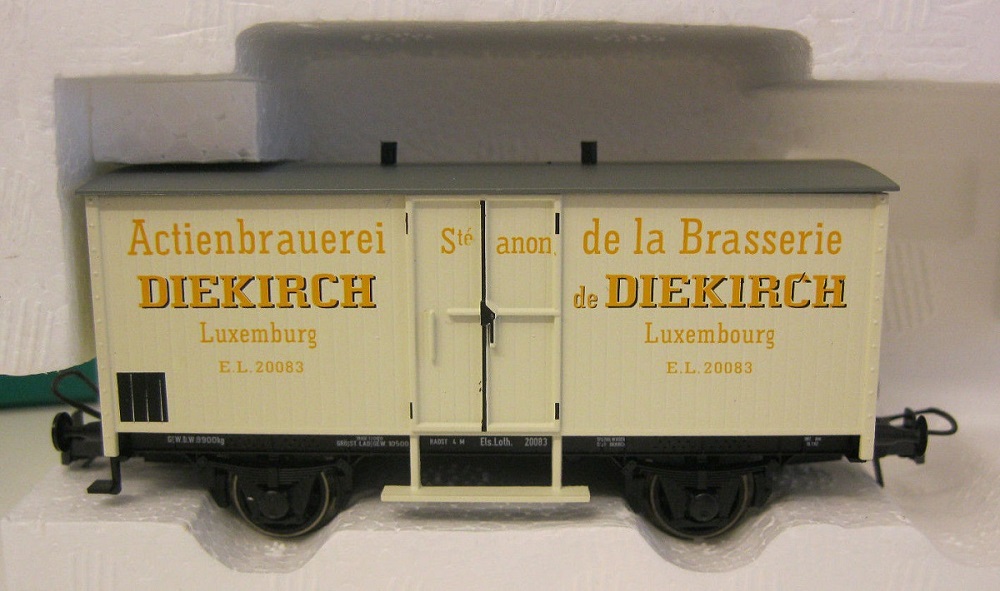 Actienbrauerei
DIEKIRCH
Luxemburg
E.L. 20083
Sté anon. de la Brasserie
de DIEKIRCH
Luxembourg
E.L. 20083
Els.Loth. 20083